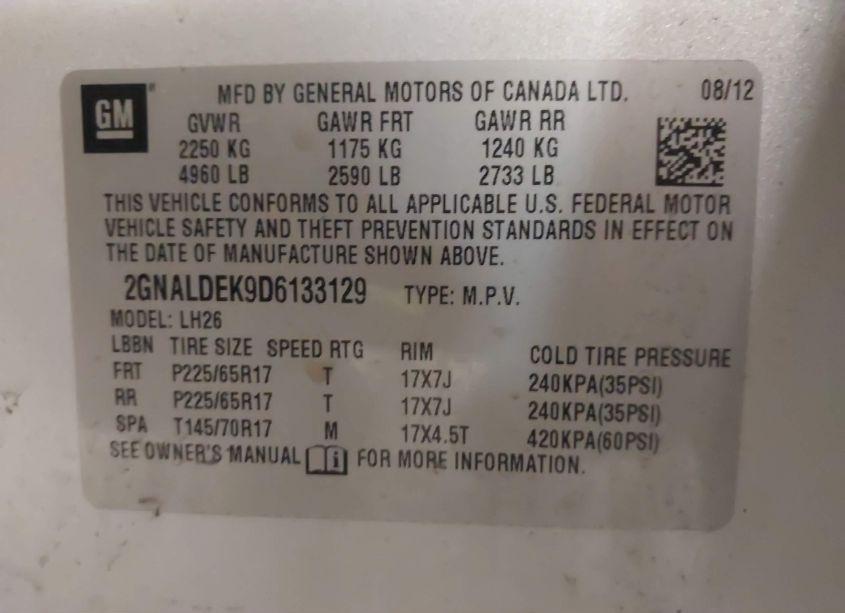 GM MFD BY GENERAL MOTORS OF CANADA LTD. 08/12
GVWR GAWR FRT GAWR RR
2250 KG 1175 KG 1240 KG
4960 LB 2590 LB 2733 LB
THIS VEHICLE CONFORMS TO ALL APPLICABLE U.S. FEDERAL MOTOR
VEHICLE SAFETY AND THEFT PREVENTION STANDARDS IN EFFECT ON
THE DATE OF MANUFACTURE SHOWN ABOVE.
2GNALDEK9D6133129 TYPE: M.P.V.
MODEL: LH26
LBBN TIRE SIZE SPEED RTG RIM COLD TIRE PRESSURE
FRT P225/65R17 T 17X7J 240KPA(35PSI)
RR P225/65R17 T 17X7J 240KPA(35PSI)
SPA T145/70R17 M 17X4.5T 420KPA(60PSI)
SEE OWNER'S MANUAL i FOR MORE INFORMATION.